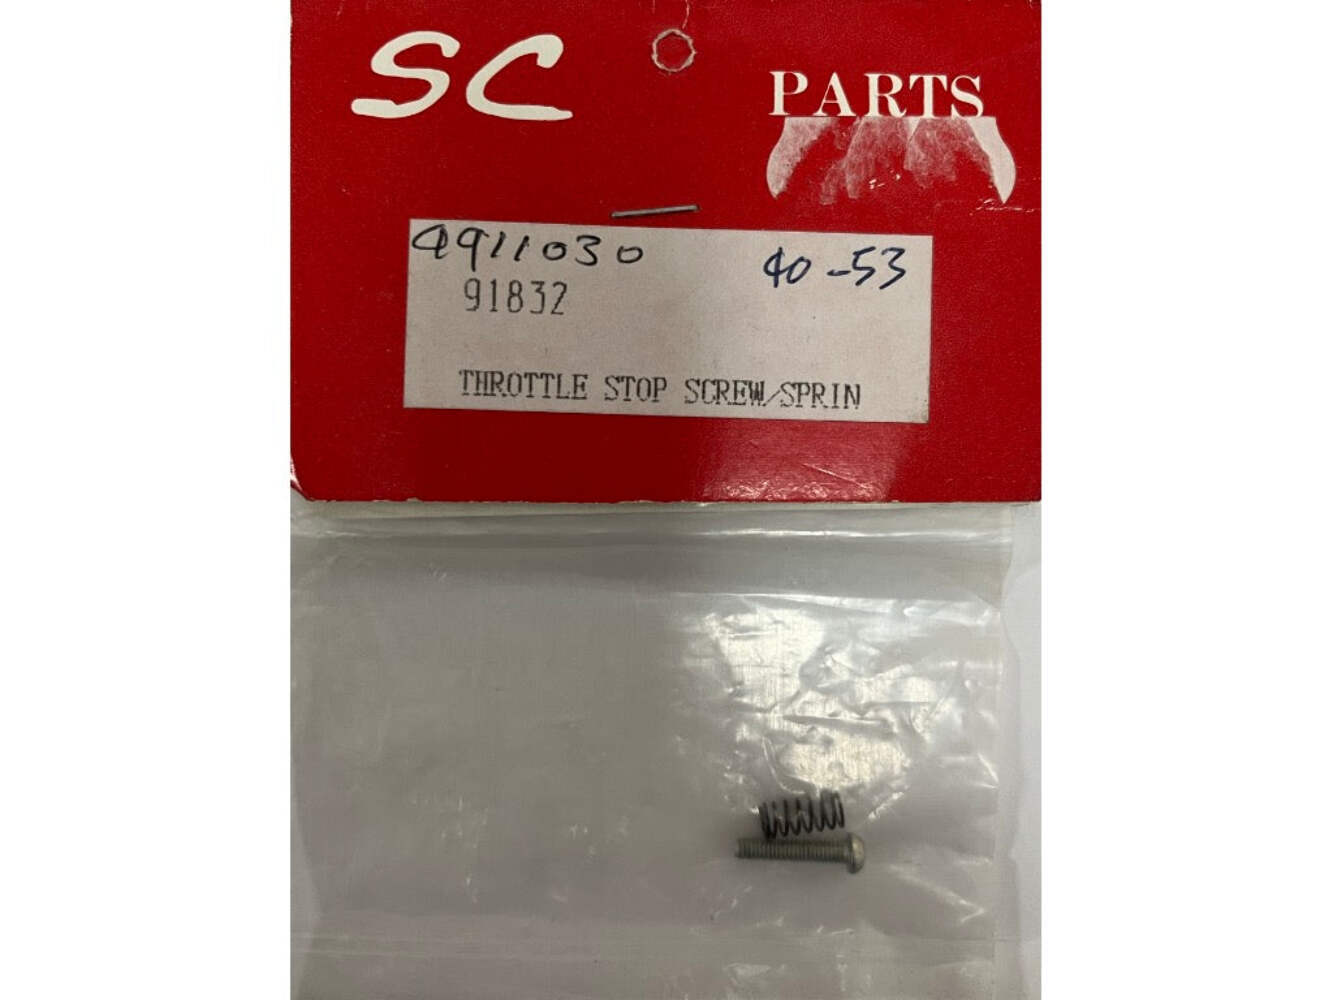 SC
PARTS
4911030 40-53
91832
THROTTLE STOP SCREW/SPRIN